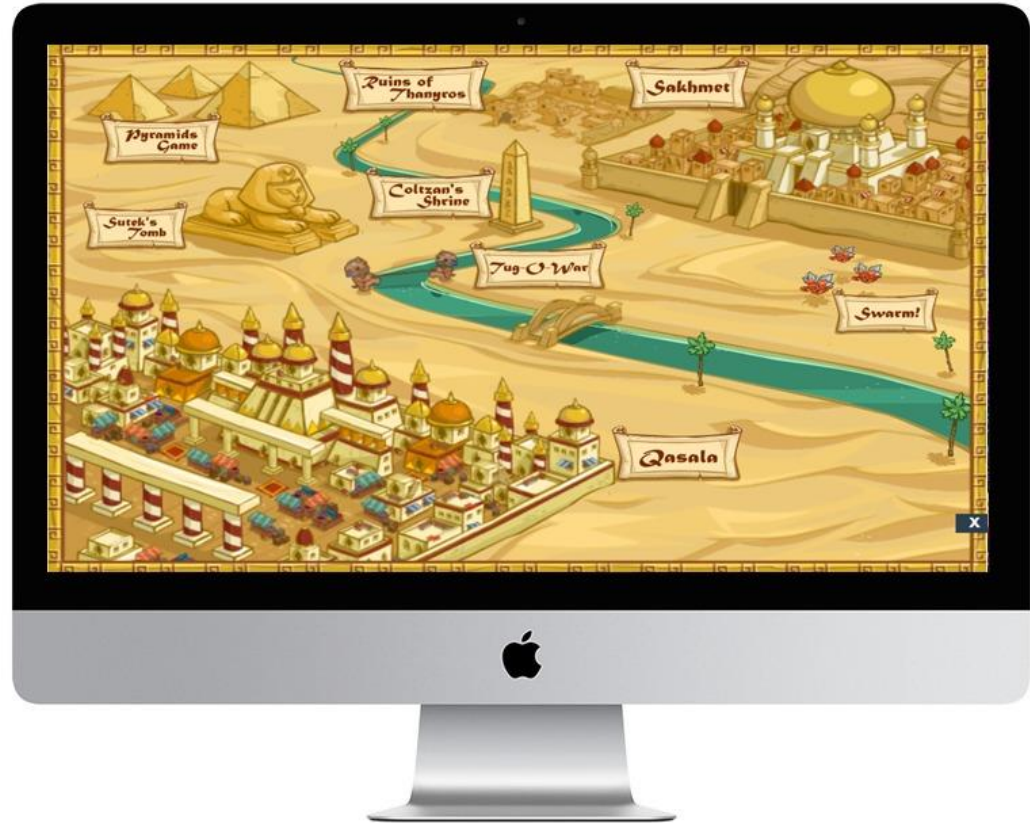 Ruins of
Thanyros
Sakhmet
Pyramids
Game
Coltzan's
Shrine
Sutek's
Tomb
Tug-O-War
Swarm!
Qasala
X